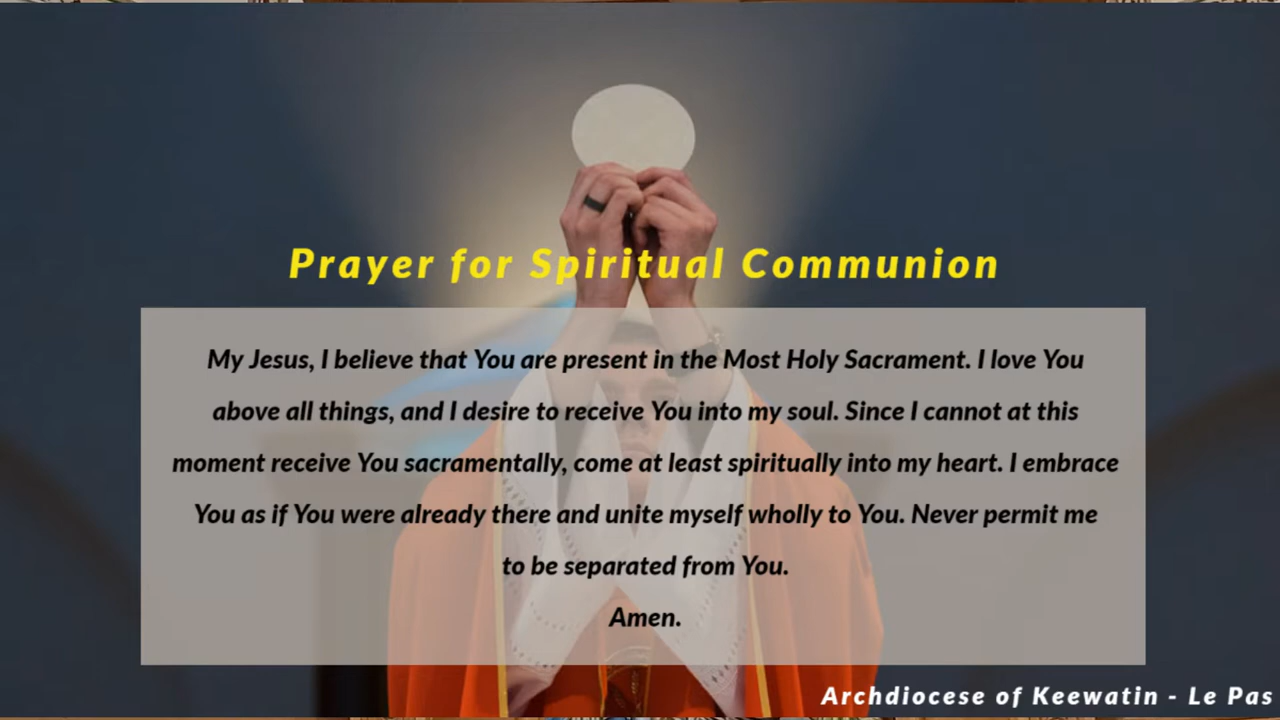 Prayer for Spiritual Communion
My Jesus, I believe that You are present in the Most Holy Sacrament. I love You
above all things, and I desire to receive You into my soul. Since I cannot at this
moment receive You sacramentally, come at least spiritually into my heart. I embrace
You as if You were already there and unite myself wholly to You. Never permit me
to be separated from You.
Amen.
Archdiocese of Keewatin - Le Pas